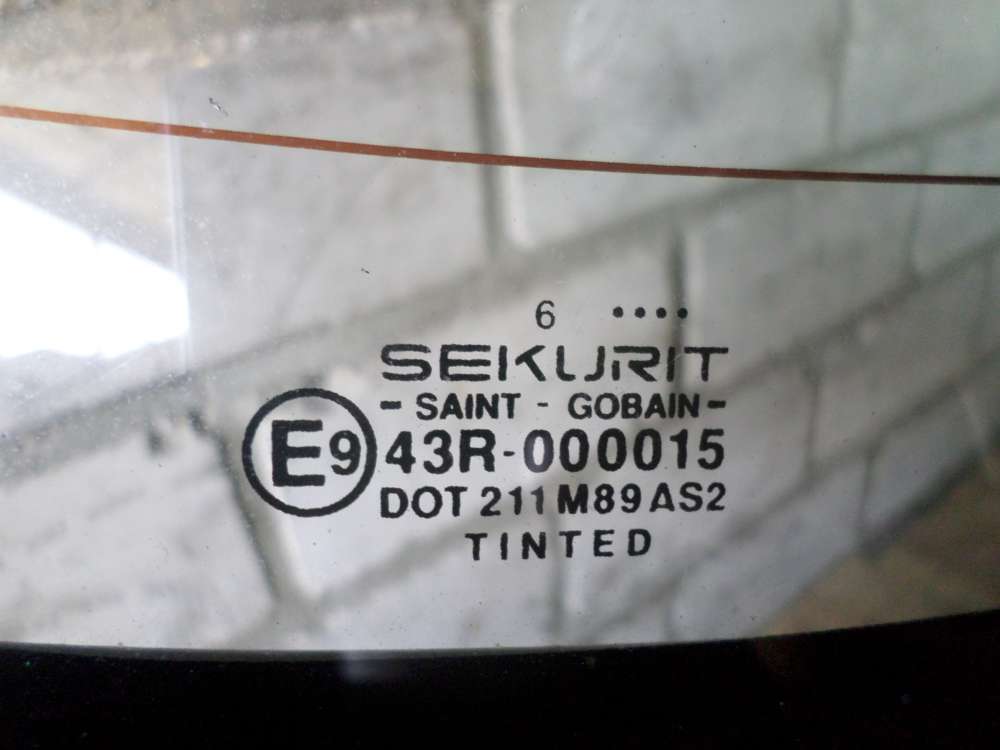 6 ••••
SEKURIT
- SAINT - GOBAIN -
E9 43R-000015
DOT 211 M89 AS2
TINTED